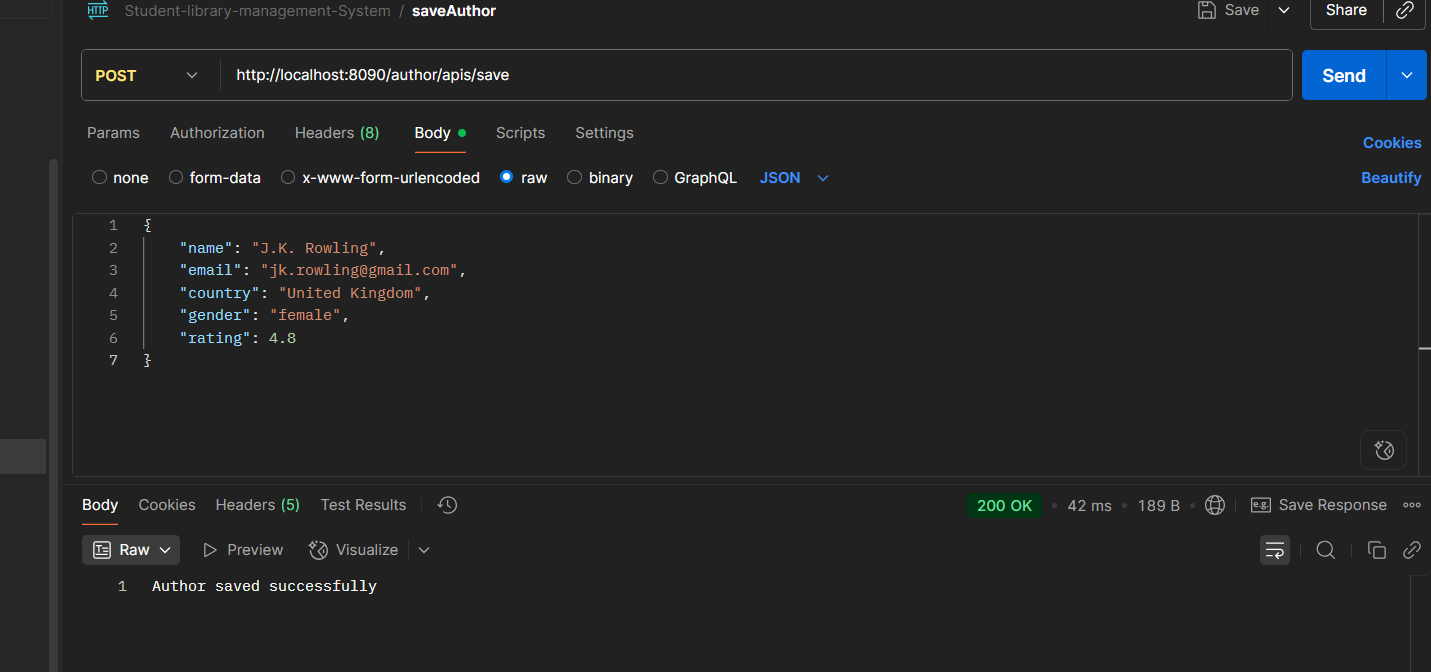 HTTP Student-library-management-System / saveAuthor Save Share
POST http://localhost:8090/author/apis/save Send
Params Authorization Headers (8) Body Scripts Settings Cookies
none form-data x-www-form-urlencoded raw binary GraphQL JSON Beautify
1 {
2 "name": "J.K. Rowling",
3 "email": "jk.rowling@gmail.com",
4 "country": "United Kingdom",
5 "gender": "female",
6 "rating": 4.8
7 }
Body Cookies Headers (5) Test Results 200 OK • 42 ms • 189 B • e.g. Save Response
Raw Preview Visualize
1 Author saved successfully